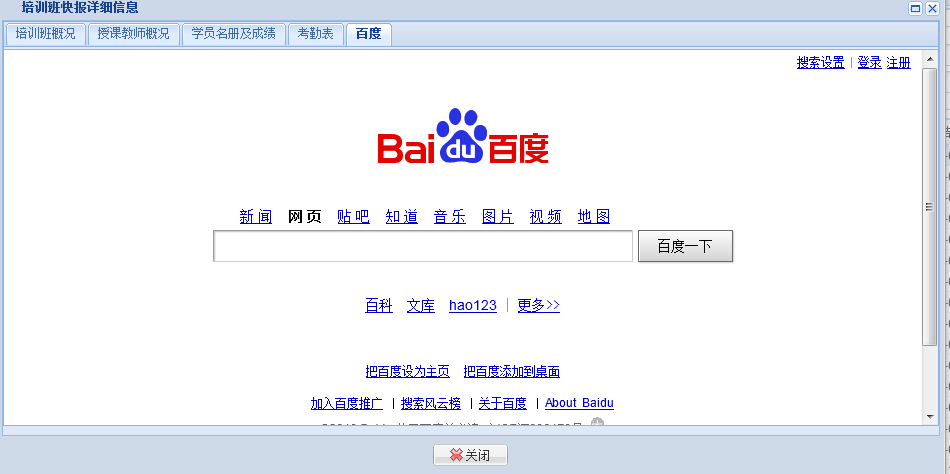 培训班快报详细信息
培训班概况 授课教师概况 学员名册及成绩 考勤表 百度
搜索设置 | 登录 注册
Baidu百度
新闻 网页 贴吧 知道 音乐 图片 视频 地图
百度一下
百科 文库 hao123 | 更多>>
把百度设为主页 把百度添加到桌面
加入百度推广 | 搜索风云榜 | 关于百度 | About Baidu
关闭